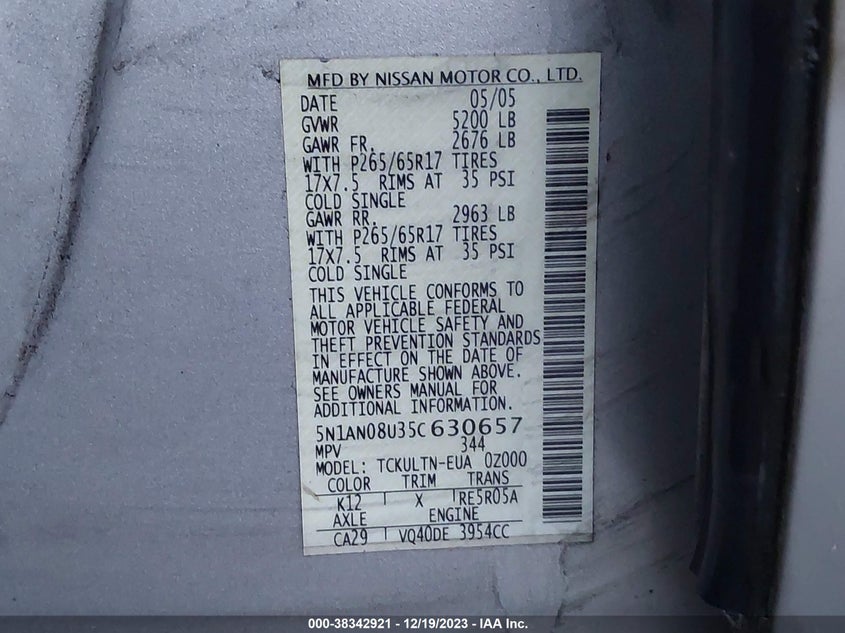 MFD BY NISSAN MOTOR CO., LTD.
DATE 05/05
GVWR 5200 LB
GAWR FR. 2676 LB
WITH P265/65R17 TIRES
17X7.5 RIMS AT 35 PSI
COLD SINGLE
GAWR RR. 2963 LB
WITH P265/65R17 TIRES
17X7.5 RIMS AT 35 PSI
COLD SINGLE
THIS VEHICLE CONFORMS TO
ALL APPLICABLE FEDERAL
MOTOR VEHICLE SAFETY AND
THEFT PREVENTION STANDARDS
IN EFFECT ON THE DATE OF
MANUFACTURE SHOWN ABOVE.
SEE OWNERS MANUAL FOR
ADDITIONAL INFORMATION.
5N1AN08U35C 630657
MPV 344
MODEL: TCKULTN-EUA 0Z000
COLOR TRIM TRANS
K12 X RE5R05A
AXLE ENGINE
CA29 VQ40DE 3954CC
000-38342921 - 12/19/2023 - IAA Inc.